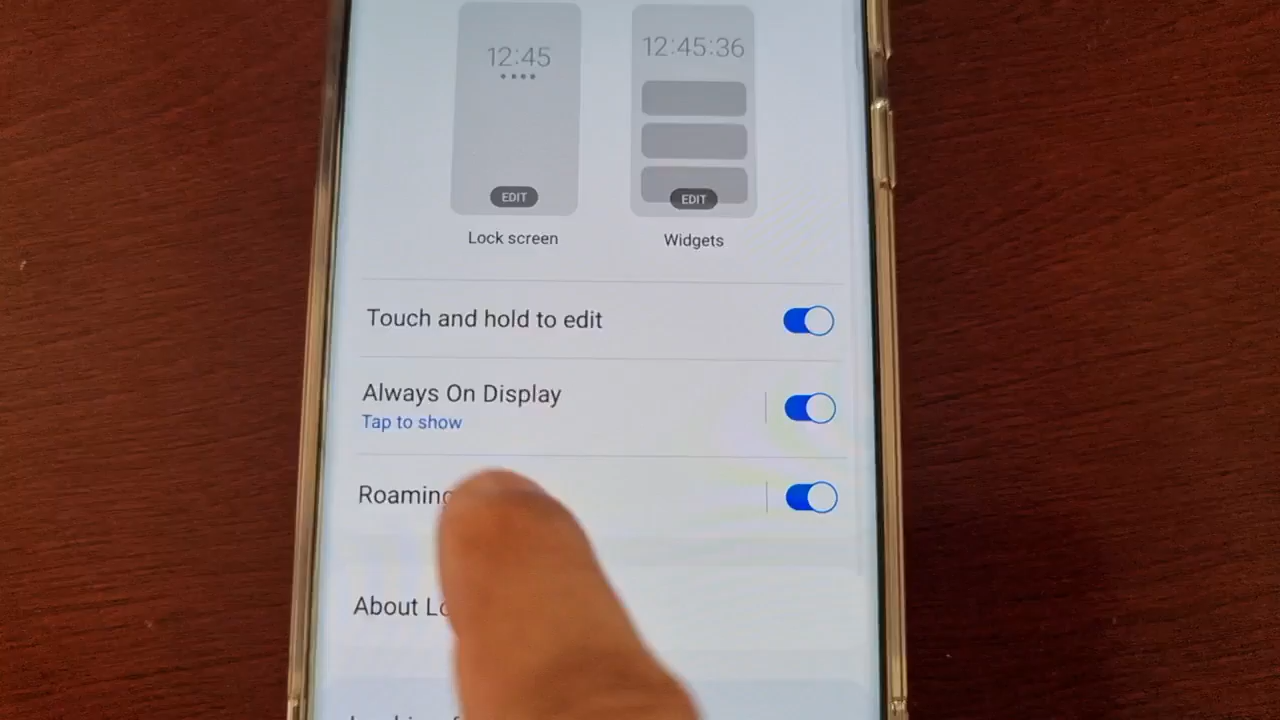 12:45
12:45:36
EDIT
EDIT
Lock screen
Widgets
Touch and hold to edit
Always On Display
Tap to show
Roaming
About